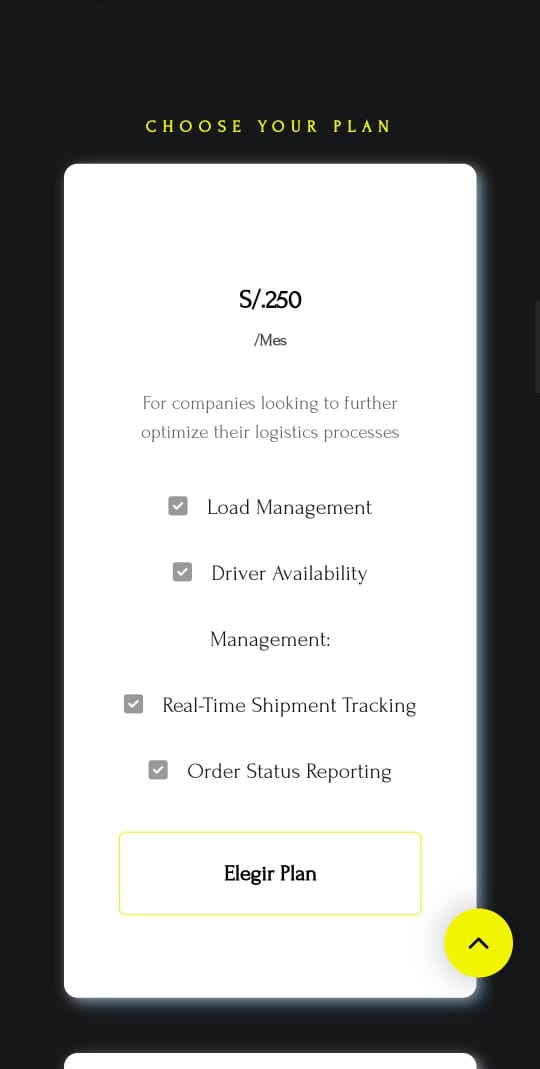 CHOOSE YOUR PLAN
S/.250
/Mes
For companies looking to further
optimize their logistics processes
Load Management
Driver Availability
Management:
Real-Time Shipment Tracking
Order Status Reporting
Elegir Plan